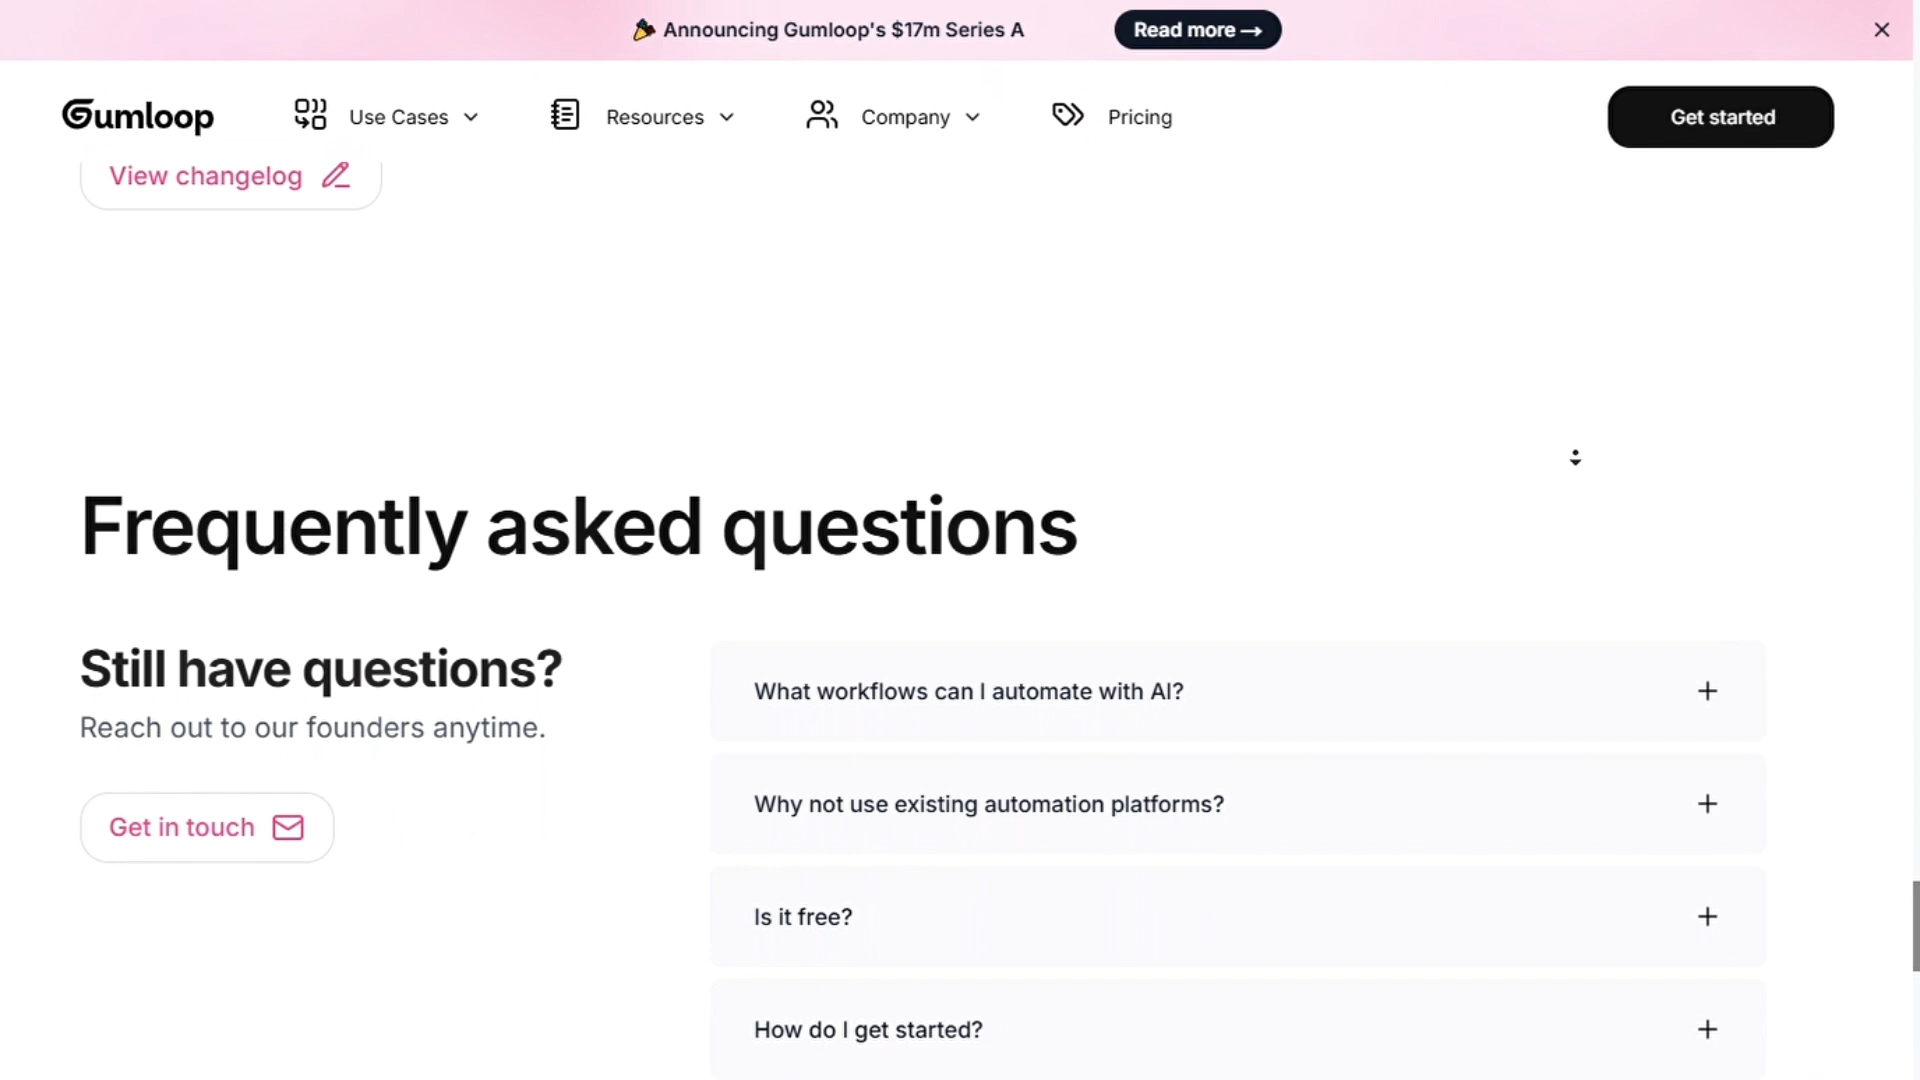 Announcing Gumloop's $17m Series A
Read more →
Gumloop
Use Cases
Resources
Company
Pricing
Get started
View changelog
Frequently asked questions
Still have questions?
Reach out to our founders anytime.
Get in touch
What workflows can I automate with AI?
Why not use existing automation platforms?
Is it free?
How do I get started?